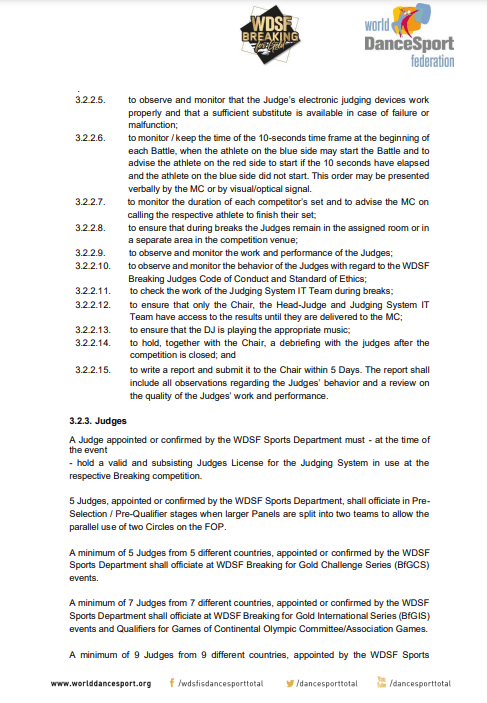 WDSF
BREAKING
for Gold
world
DanceSport
federation
.
3.2.2.5. to observe and monitor that the Judge's electronic judging devices work
properly and that a sufficient substitute is available in case of failure or
malfunction;
3.2.2.6. to monitor / keep the time of the 10-seconds time frame at the beginning of
each Battle, when the athlete on the blue side may start the Battle and to
advise the athlete on the red side to start if the 10 seconds have elapsed
and the athlete on the blue side did not start. This order may be presented
verbally by the MC or by visual/optical signal.
3.2.2.7. to monitor the duration of each competitor's set and to advise the MC on
calling the respective athlete to finish their set;
3.2.2.8. to ensure that during breaks the Judges remain in the assigned room or in
a separate area in the competition venue;
3.2.2.9. to observe and monitor the work and performance of the Judges;
3.2.2.10. to observe and monitor the behavior of the Judges with regard to the WDSF
Breaking Judges Code of Conduct and Standard of Ethics;
3.2.2.11. to check the work of the Judging System IT Team during breaks;
3.2.2.12. to ensure that only the Chair, the Head-Judge and Judging System IT
Team have access to the results until they are delivered to the MC;
3.2.2.13. to ensure that the DJ is playing the appropriate music;
3.2.2.14. to hold, together with the Chair, a debriefing with the judges after the
competition is closed; and
3.2.2.15. to write a report and submit it to the Chair within 5 Days. The report shall
include all observations regarding the Judges' behavior and a review on
the quality of the Judges' work and performance.
3.2.3. Judges
A Judge appointed or confirmed by the WDSF Sports Department must - at the time of
the event
- hold a valid and subsisting Judges License for the Judging System in use at the
respective Breaking competition.
5 Judges, appointed or confirmed by the WDSF Sports Department, shall officiate in Pre-
Selection / Pre-Qualifier stages when larger Panels are split into two teams to allow the
parallel use of two Circles on the FOP.
A minimum of 5 Judges from 5 different countries, appointed or confirmed by the WDSF
Sports Department shall officiate at WDSF Breaking for Gold Challenge Series (BfGCS)
events.
A minimum of 7 Judges from 7 different countries, appointed or confirmed by the WDSF
Sports Department shall officiate at WDSF Breaking for Gold International Series (BfGIS)
events and Qualifiers for Games of Continental Olympic Committee/Association Games.
A minimum of 9 Judges from 9 different countries, appointed by the WDSF Sports
www.worlddancesport.org f /wdsfisdancesporttotal /dancesporttotal You Tube /dancesporttotal